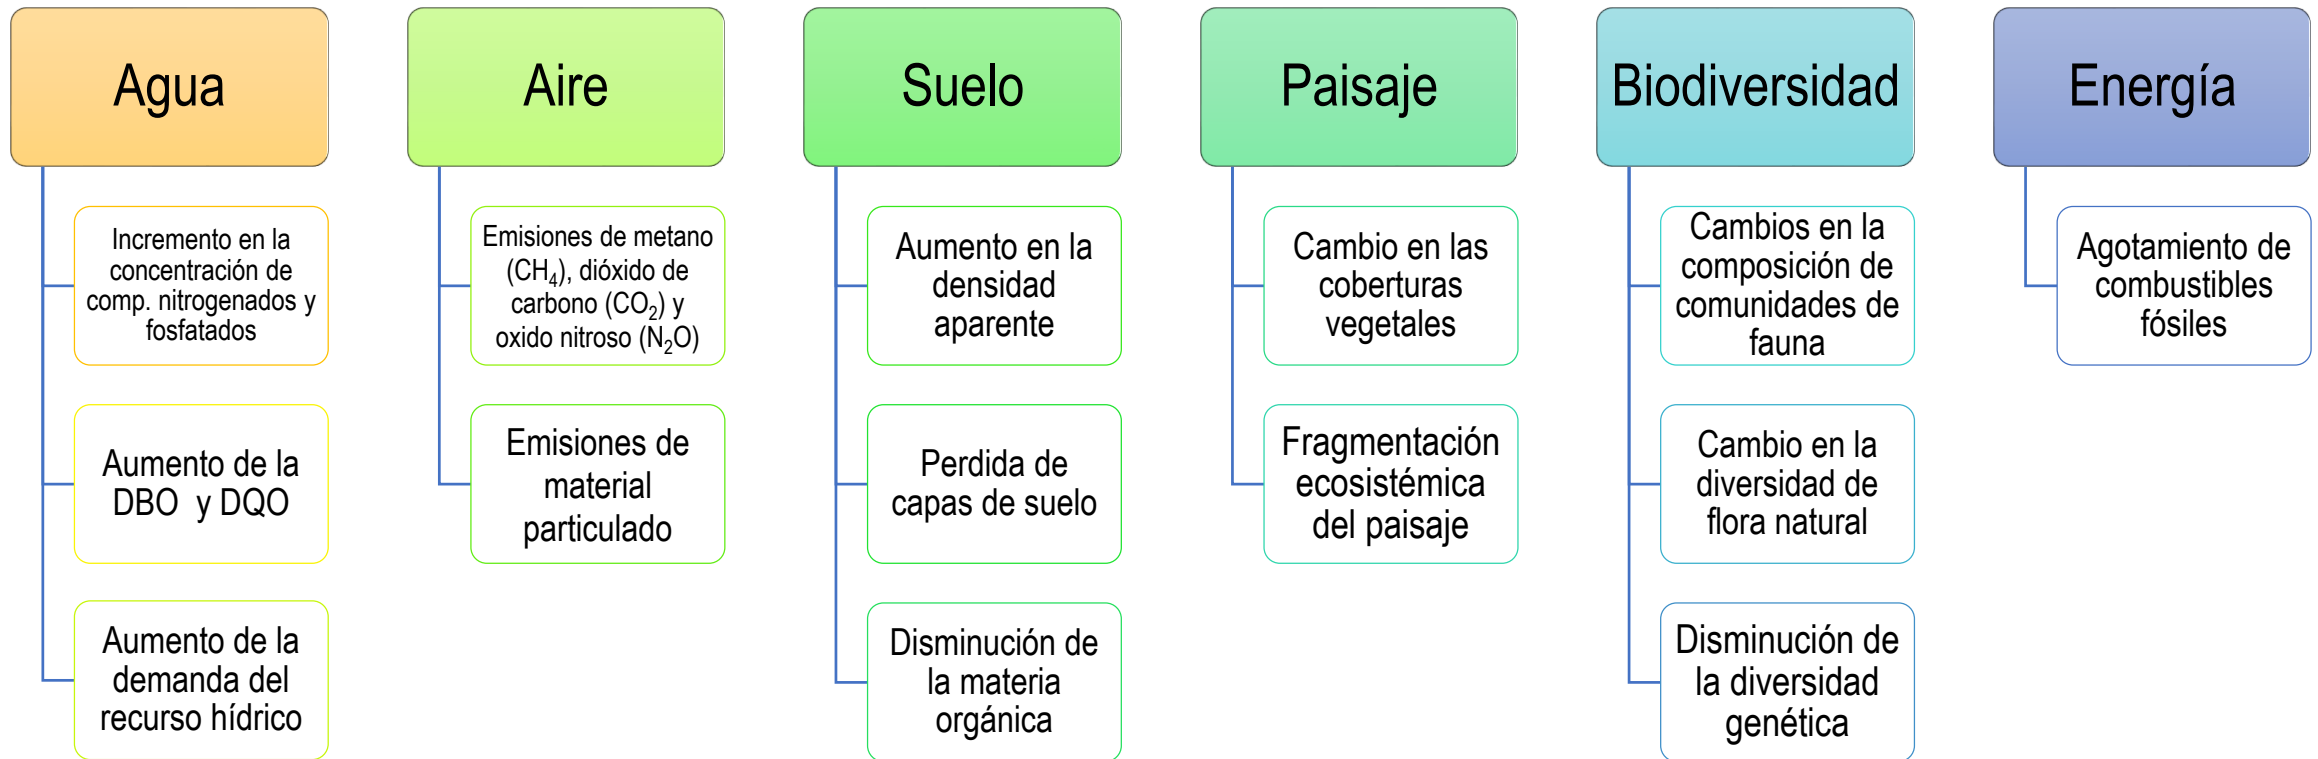 Agua
Incremento en la
concentración de
comp. nitrogenados y
fosfatados
Aumento de la
DBO  y DQO
Aumento de la
demanda del
recurso hídrico
Aire
Emisiones de metano
(CH₄), dióxido de
carbono (CO₂) y
oxido nitroso (N₂O)
Emisiones de
material
particulado
Suelo
Aumento en la
densidad
aparente
Perdida de
capas de suelo
Disminución de
la materia
orgánica
Paisaje
Cambio en las
coberturas
vegetales
Fragmentación
ecosistémica
del paisaje
Biodiversidad
Cambios en la
composición de
comunidades de
fauna
Cambio en la
diversidad de
flora natural
Disminución de
la diversidad
genética
Energía
Agotamiento de
combustibles
fósiles